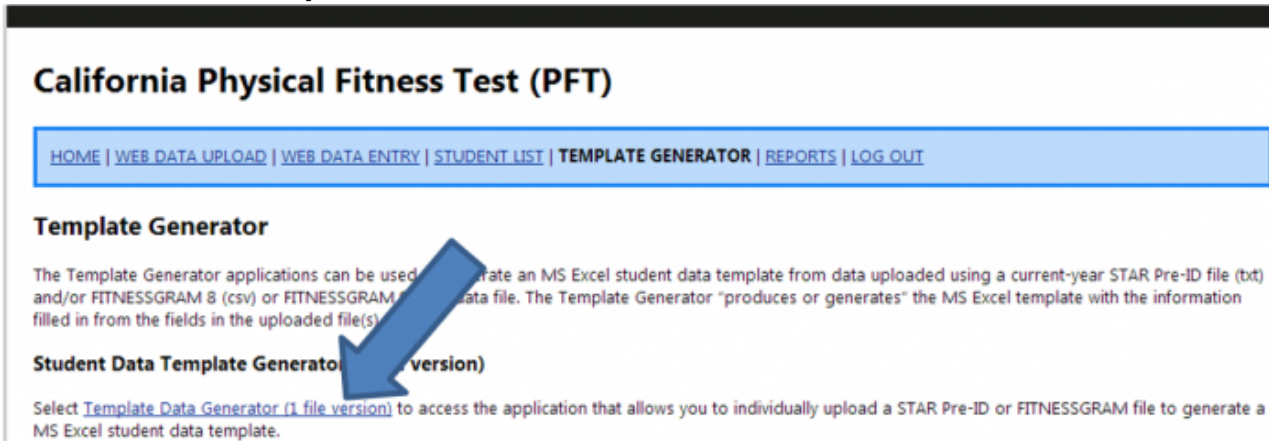 California Physical Fitness Test (PFT)
HOME | WEB DATA UPLOAD | WEB DATA ENTRY | STUDENT LIST | TEMPLATE GENERATOR | REPORTS | LOG OUT
Template Generator
The Template Generator applications can be used rate an MS Excel student data template from data uploaded using a current-year STAR Pre-ID file (txt)
and/or FITNESSGRAM 8 (csv) or FITNESSGRAM data file. The Template Generator "produces or generates" the MS Excel template with the information
filled in from the fields in the uploaded file(s)
Student Data Template Generator version)
Select Template Data Generator (1 file version) to access the application that allows you to individually upload a STAR Pre-ID or FITNESSGRAM file to generate a
MS Excel student data template.